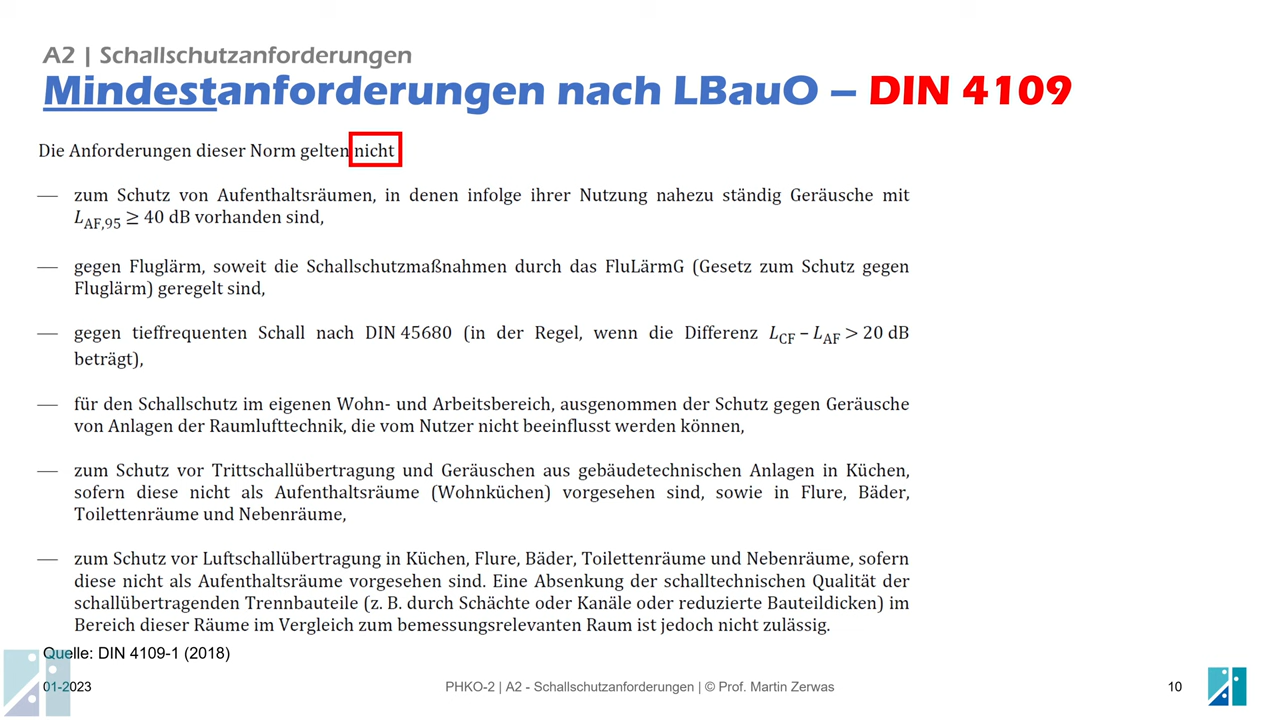 A2 | Schallschutzanforderungen
Mindestanforderungen nach LBauO – DIN 4109
Die Anforderungen dieser Norm gelten nicht
— zum Schutz von Aufenthaltsräumen, in denen infolge ihrer Nutzung nahezu ständig Geräusche mit
LAF,95 ≥ 40 dB vorhanden sind,
— gegen Fluglärm, soweit die Schallschutzmaßnahmen durch das FluLärmG (Gesetz zum Schutz gegen
Fluglärm) geregelt sind,
— gegen tieffrequenten Schall nach DIN 45680 (in der Regel, wenn die Differenz LCF – LAF > 20 dB
beträgt),
— für den Schallschutz im eigenen Wohn- und Arbeitsbereich, ausgenommen der Schutz gegen Geräusche
von Anlagen der Raumlufttechnik, die vom Nutzer nicht beeinflusst werden können,
— zum Schutz vor Trittschallübertragung und Geräuschen aus gebäudetechnischen Anlagen in Küchen,
sofern diese nicht als Aufenthaltsräume (Wohnküchen) vorgesehen sind, sowie in Flure, Bäder,
Toilettenräume und Nebenräume,
— zum Schutz vor Luftschallübertragung in Küchen, Flure, Bäder, Toilettenräume und Nebenräume, sofern
diese nicht als Aufenthaltsräume vorgesehen sind. Eine Absenkung der schalltechnischen Qualität der
schallübertragenden Trennbauteile (z. B. durch Schächte oder Kanäle oder reduzierte Bauteildicken) im
Bereich dieser Räume im Vergleich zum bemessungsrelevanten Raum ist jedoch nicht zulässig.
Quelle: DIN 4109-1 (2018)
01-2023
PHKO-2 | A2 - Schallschutzanforderungen | © Prof. Martin Zerwas
10